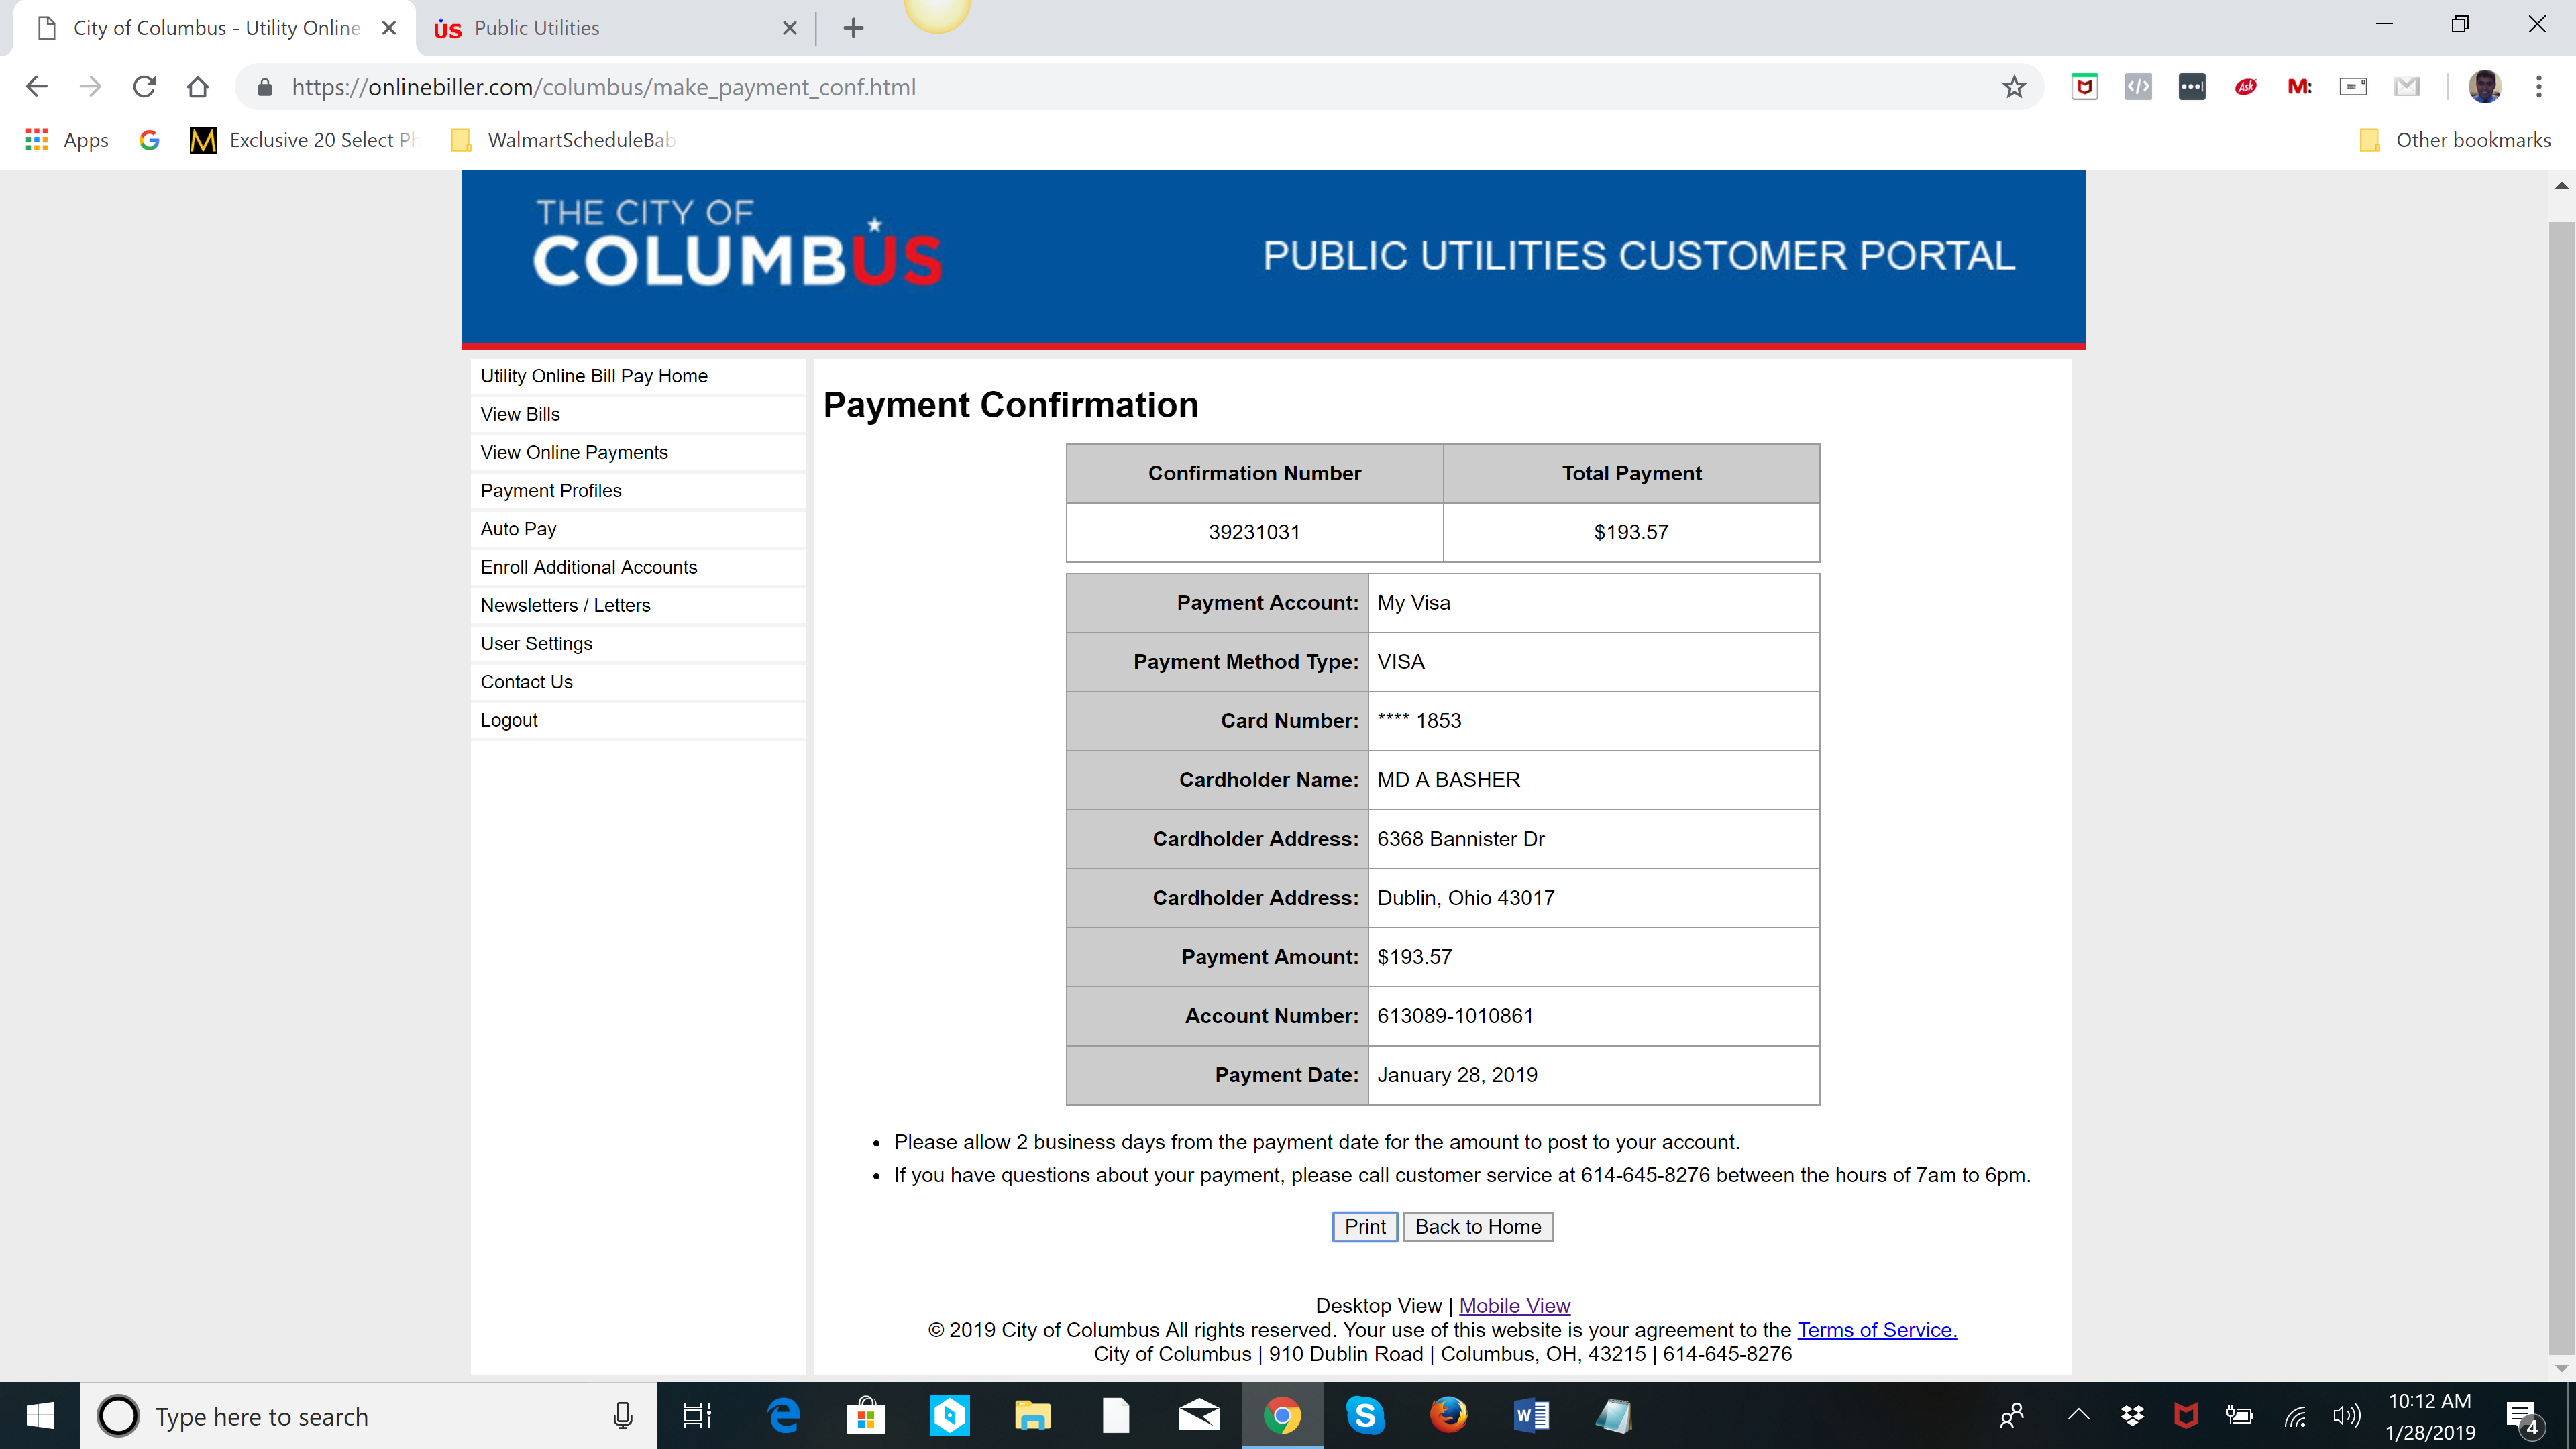 City of Columbus - Utility Online
US Public Utilities
https://onlinebiller.com/columbus/make_payment_conf.html
Ask M:
Apps
Exclusive 20 Select Ph
WalmartScheduleBab
Other bookmarks
THE CITY OF
COLUMBUS
PUBLIC UTILITIES CUSTOMER PORTAL
Utility Online Bill Pay Home
View Bills
View Online Payments
Payment Profiles
Auto Pay
Enroll Additional Accounts
Newsletters / Letters
User Settings
Contact Us
Logout
Payment Confirmation
Confirmation Number Total Payment
39231031 $193.57
Payment Account: My Visa
Payment Method Type: VISA
Card Number: **** 1853
Cardholder Name: MD A BASHER
Cardholder Address: 6368 Bannister Dr
Cardholder Address: Dublin, Ohio 43017
Payment Amount: $193.57
Account Number: 613089-1010861
Payment Date: January 28, 2019
• Please allow 2 business days from the payment date for the amount to post to your account.
• If you have questions about your payment, please call customer service at 614-645-8276 between the hours of 7am to 6pm.
Print Back to Home
Desktop View | Mobile View
© 2019 City of Columbus All rights reserved. Your use of this website is your agreement to the Terms of Service.
City of Columbus | 910 Dublin Road | Columbus, OH, 43215 | 614-645-8276
Type here to search
10:12 AM
1/28/2019
4